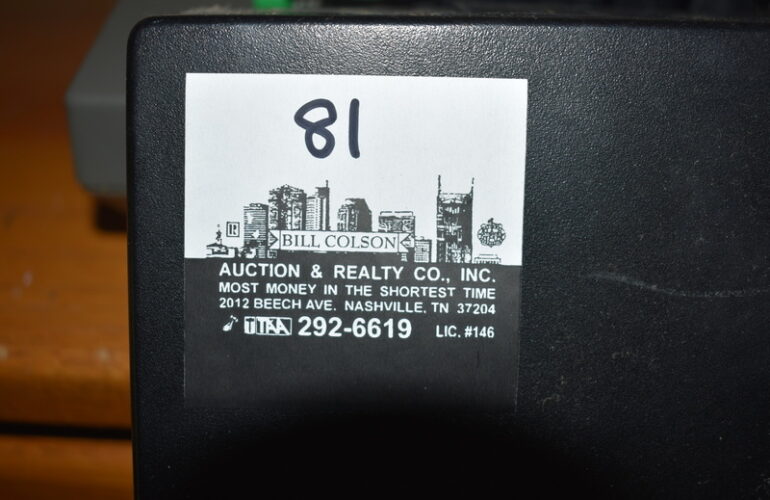 81
R
BILL COLSON
AUCTION & REALTY CO., INC.
MOST MONEY IN THE SHORTEST TIME
2012 BEECH AVE. NASHVILLE, TN 37204
292-6619 LIC. #146